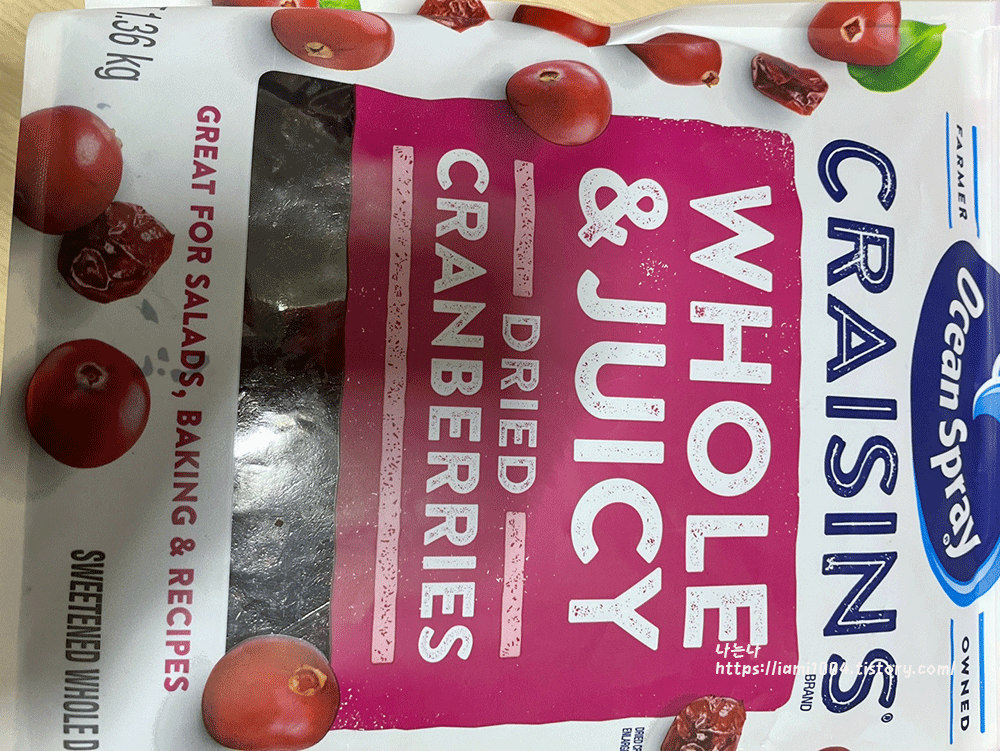 FARMER OWNED
Ocean Spray®
CRAISINS®
BRAND
WHOLE
& JUICY
DRIED
CRANBERRIES
GREAT FOR SALADS, BAKING & RECIPES
1.36 kg
SWEETENED WHOLE D
나는나
https://iami1004.tistory.com/